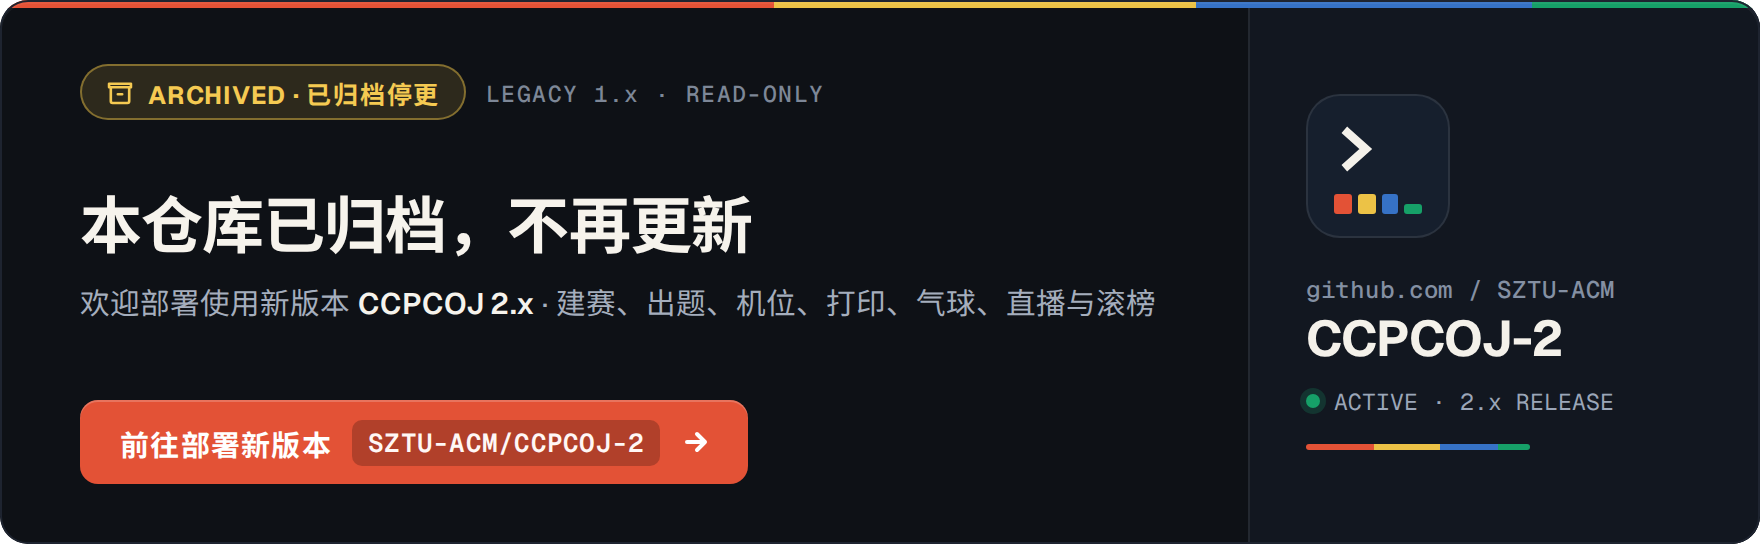 ARCHIVED · 已归档停更
LEGACY 1.x · READ-ONLY
本仓库已归档，不再更新
欢迎部署使用新版本 CCPCOJ 2.x · 建赛、出题、机位、打印、气球、直播与滚榜
前往部署新版本 SZTU-ACM/CCPCOJ-2 →
github.com / SZTU-ACM
CCPCOJ-2
ACTIVE · 2.x RELEASE